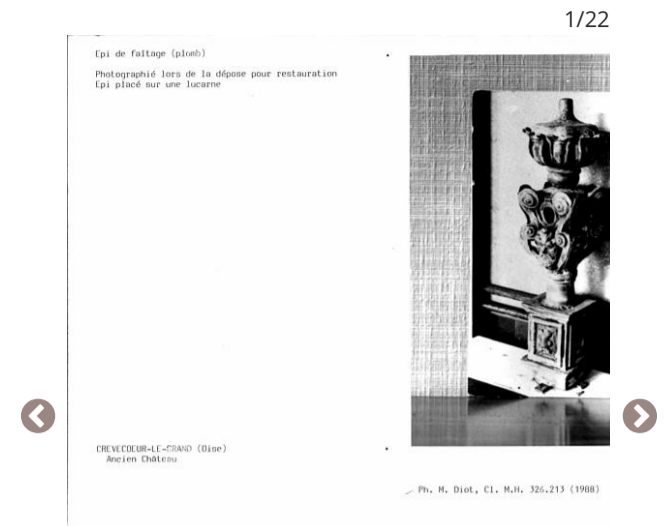 1/22
Epi de faîtage (plomb)
Photographié lors de la dépose pour restauration
Epi placé sur une lucarne
CREVECOEUR-LE-GRAND (Oise)
Ancien Château
Ph. M. Diot, Cl. M.H. 326.213 (1988)